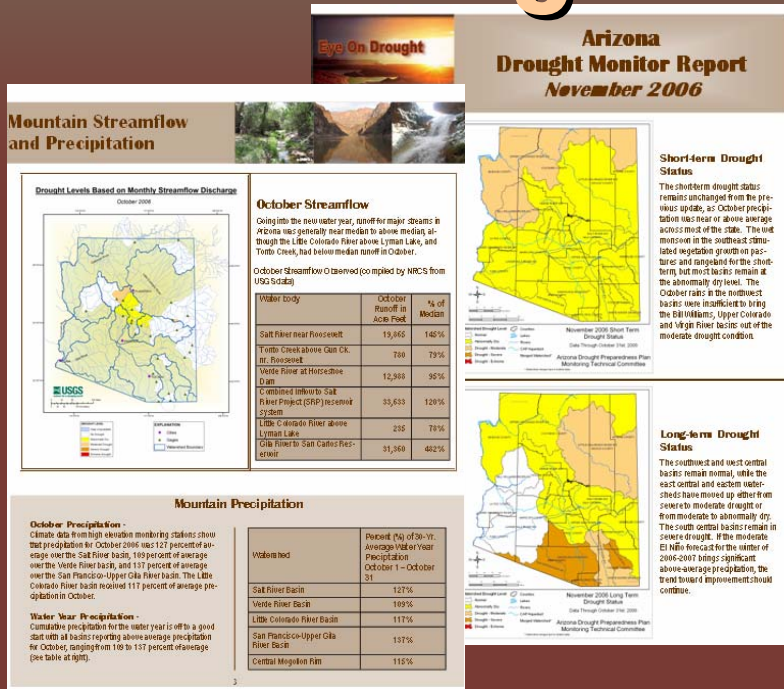 Eye On Drought
Arizona
Drought Monitor Report
November 2006
Short-term Drought
Status
The short-term drought status
remains unchanged from the pre-
vious update, as October precipi-
tation was near or above average
across most of the state. The wet
monsoon in the southeast stimu-
lated vegetation growth on pas-
tures and rangeland for the short-
term, but most basins remain at
the abnormally dry level. The
October rains in the northwest
basins were insufficient to bring
the Bill Williams, Upper Colorado
and Virgin River basins out of the
moderate drought condition.
November 2006 Short Term
Drought Status
Data Through October 31st 2006
Arizona Drought Preparedness Plan
Monitoring Technical Committee
Long-term Drought
Status
The southwest and west central
basins remain normal, while the
east central and eastern water-
sheds have moved up either from
severe to moderate drought or
from moderate to abnormally dry.
The south central basins remain in
severe drought. If the moderate
El Niño forecast for the winter of
2006-2007 brings significant
above-average precipitation, the
trend toward improvement should
continue.
November 2006 Long Term
Drought Status
Data Through October 31st 2006
Arizona Drought Preparedness Plan
Monitoring Technical Committee
Mountain Streamflow
and Precipitation
Drought Levels Based on Monthly Streamflow Discharge
October 2006
USGS
EXPLANATION
Cities
Gages
Watershed Boundary
October Streamflow
Going into the new water year, runoff for major streams in
Arizona was generally near median to above median, al-
though the Little Colorado River above Lyman Lake, and
Tonto Creek, had below median runoff in October.
October Streamflow Observed (compiled by NRCS from
USGS data)
Water body October Runoff in Acre Feet % of Median
Salt River near Roosevelt 19,065 145%
Tonto Creek above Gun Ck. nr. Roosevelt 780 79%
Verde River at Horseshoe Dam 12,988 95%
Combined Inflow to Salt River Project (SRP) reservoir system 33,533 120%
Little Colorado River above Lyman Lake 235 70%
Gila River to San Carlos Res-ervoir 31,360 482%
Mountain Precipitation
October Precipitation -
Climate data from high elevation monitoring stations show
that precipitation for October 2006 was 127 percent of av-
erage over the Salt River basin, 109 percent of average
over the Verde River basin, and 137 percent of average
over the San Francisco-Upper Gila River basin. The Little
Colorado River basin received 117 percent of average pre-
cipitation in October.
Water Year Precipitation -
Cumulative precipitation for the water year is off to a good
start with all basins reporting above average precipitation
for October, ranging from 109 to 137 percent of average
(see table at right).
Watershed Percent (%) of 30-Yr. Average Water Year Precipitation October 1 – October 31
Salt River Basin 127%
Verde River Basin 109%
Little Colorado River Basin 117%
San Francisco-Upper Gila River Basin 137%
Central Mogollon Rim 115%
3